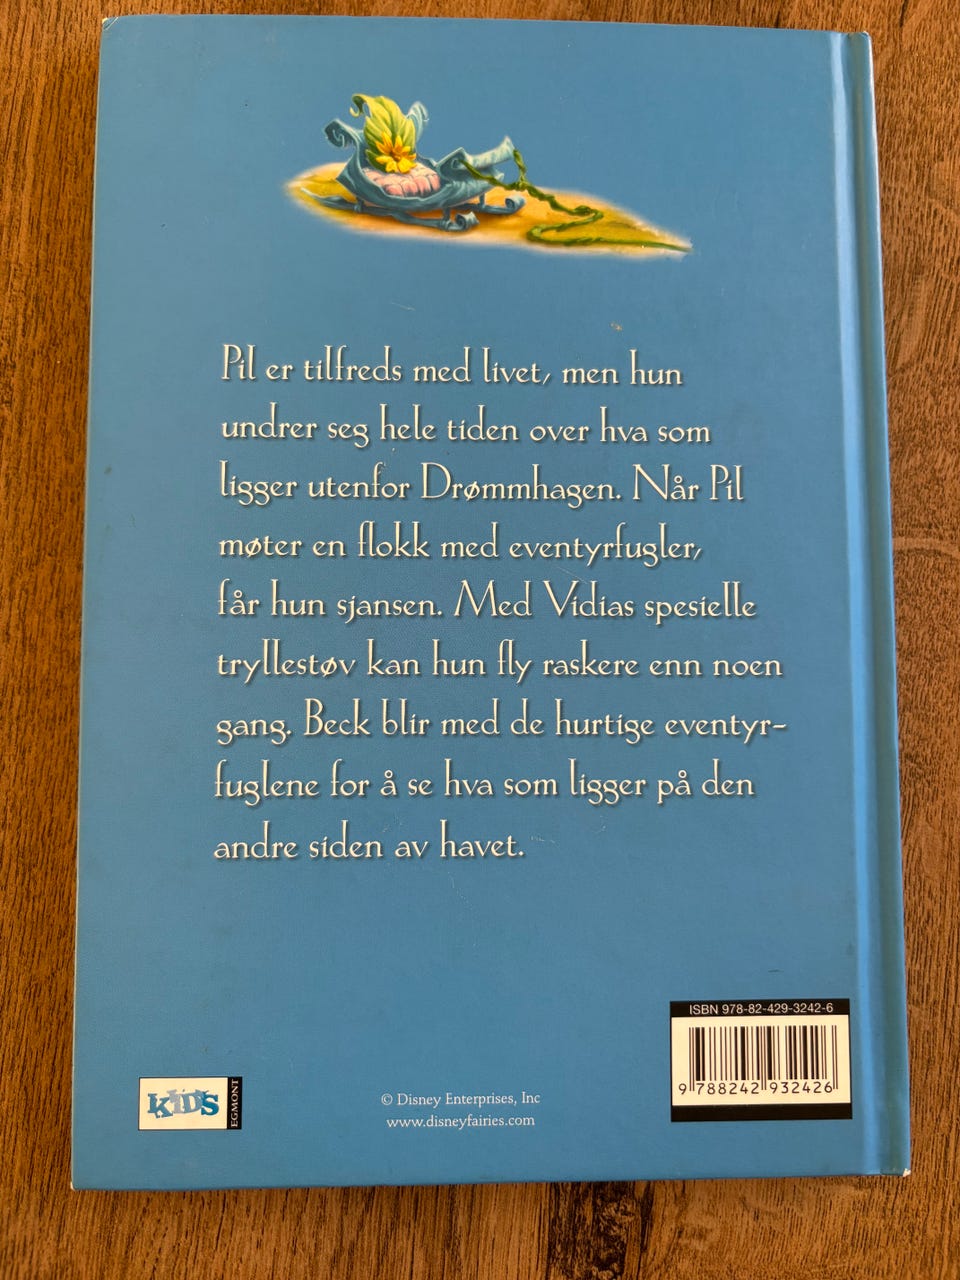 Pil er tilfreds med livet, men hun
undrer seg hele tiden over hva som
ligger utenfor Drømmhagen. Når Pil
møter en flokk med eventyrfugler,
får hun sjansen. Med Vidias spesielle
tryllestøv kan hun fly raskere enn noen
gang. Beck blir med de hurtige eventyr-
fuglene for å se hva som ligger på den
andre siden av havet.
ISBN 978-82-429-3242-6
9 788242 932426
KIDS
EGMONT
© Disney Enterprises, Inc
www.disneyfairies.com